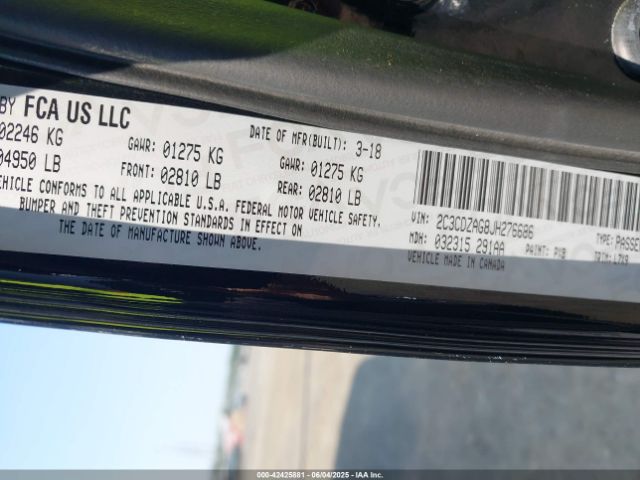 BY FCA US LLC
DATE OF MFR(BUILT): 3-18
02246 KG GAWR: 01275 KG GAWR: 01275 KG
04950 LB FRONT: 02810 LB REAR: 02810 LB
VEHICLE CONFORMS TO ALL APPLICABLE U.S.A. FEDERAL MOTOR VEHICLE SAFETY,
BUMPER AND THEFT PREVENTION STANDARDS IN EFFECT ON
THE DATE OF MANUFACTURE SHOWN ABOVE.
VIN: 2C3CDZAG8JH276686 TYPE: PASSE
MDH: 032315 291AA PAINT: PXB TRIM: L7X9
VEHICLE MADE IN CANADA
000-42425881 - 06/04/2025 - IAA Inc.